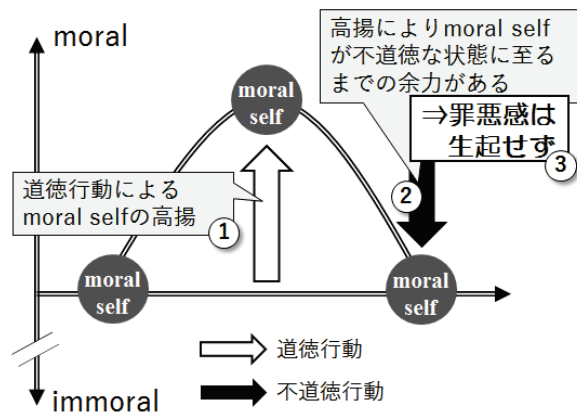 moral
高揚によりmoral self
が不道徳な状態に至る
までの余力がある
⇒罪悪感は
生起せず
③
moral
self
道徳行動による
moral selfの高揚
①
②
moral
self
moral
self
道徳行動
不道徳行動
immoral